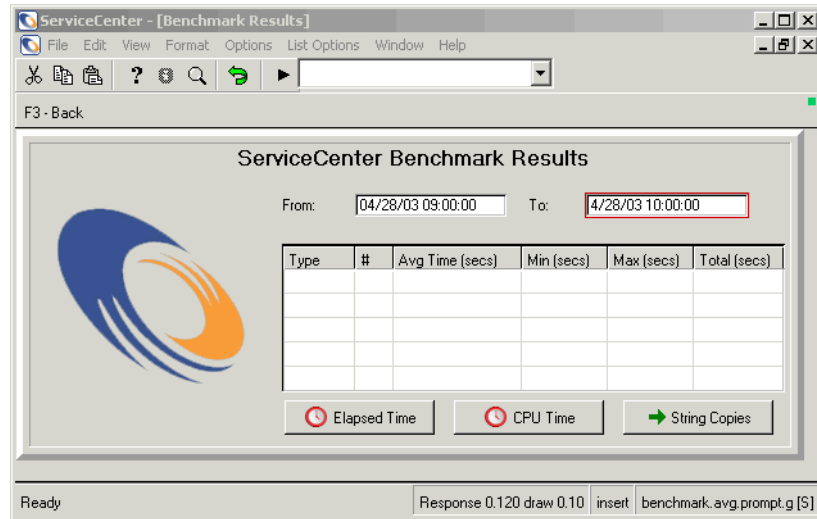 ServiceCenter - [Benchmark Results]
File Edit View Format Options List Options Window Help
F3 - Back
ServiceCenter Benchmark Results
From: 04/28/03 09:00:00 To: 4/28/03 10:00:00
Type # Avg Time (secs) Min (secs) Max (secs) Total (secs)
Elapsed Time CPU Time String Copies
Ready Response 0.120 draw 0.10 insert benchmark.avg.prompt.g [S]